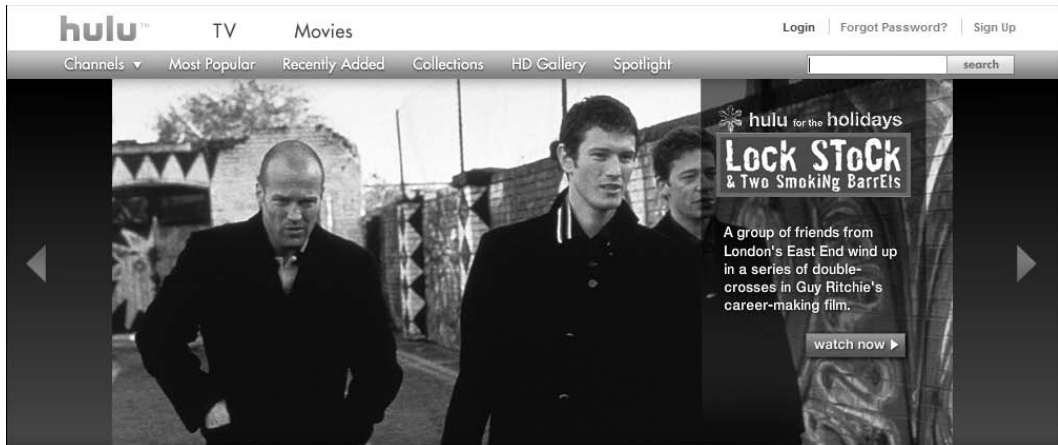 hulu™ TV Movies Login Forgot Password? Sign Up
Channels ▼ Most Popular Recently Added Collections HD Gallery Spotlight search
hulu for the holidays
LOCK SToCK
& Two SmokiNg BarrEls
A group of friends from
London's East End wind up
in a series of double-
crosses in Guy Ritchie's
career-making film.
watch now ▶